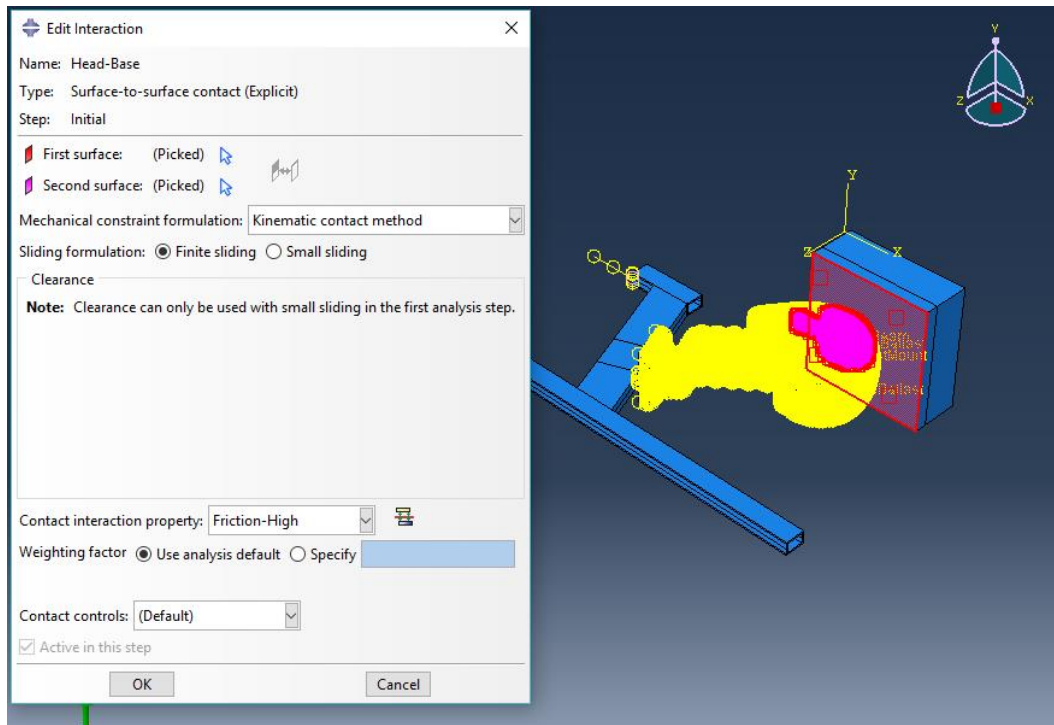 Edit Interaction
Name: Head-Base
Type: Surface-to-surface contact (Explicit)
Step: Initial
First surface: (Picked)
Second surface: (Picked)
Mechanical constraint formulation: Kinematic contact method
Sliding formulation: Finite sliding Small sliding
Clearance
Note: Clearance can only be used with small sliding in the first analysis step.
Contact interaction property: Friction-High
Weighting factor Use analysis default Specify
Contact controls: (Default)
Active in this step
OK Cancel
Y
Z X
Y
Z X